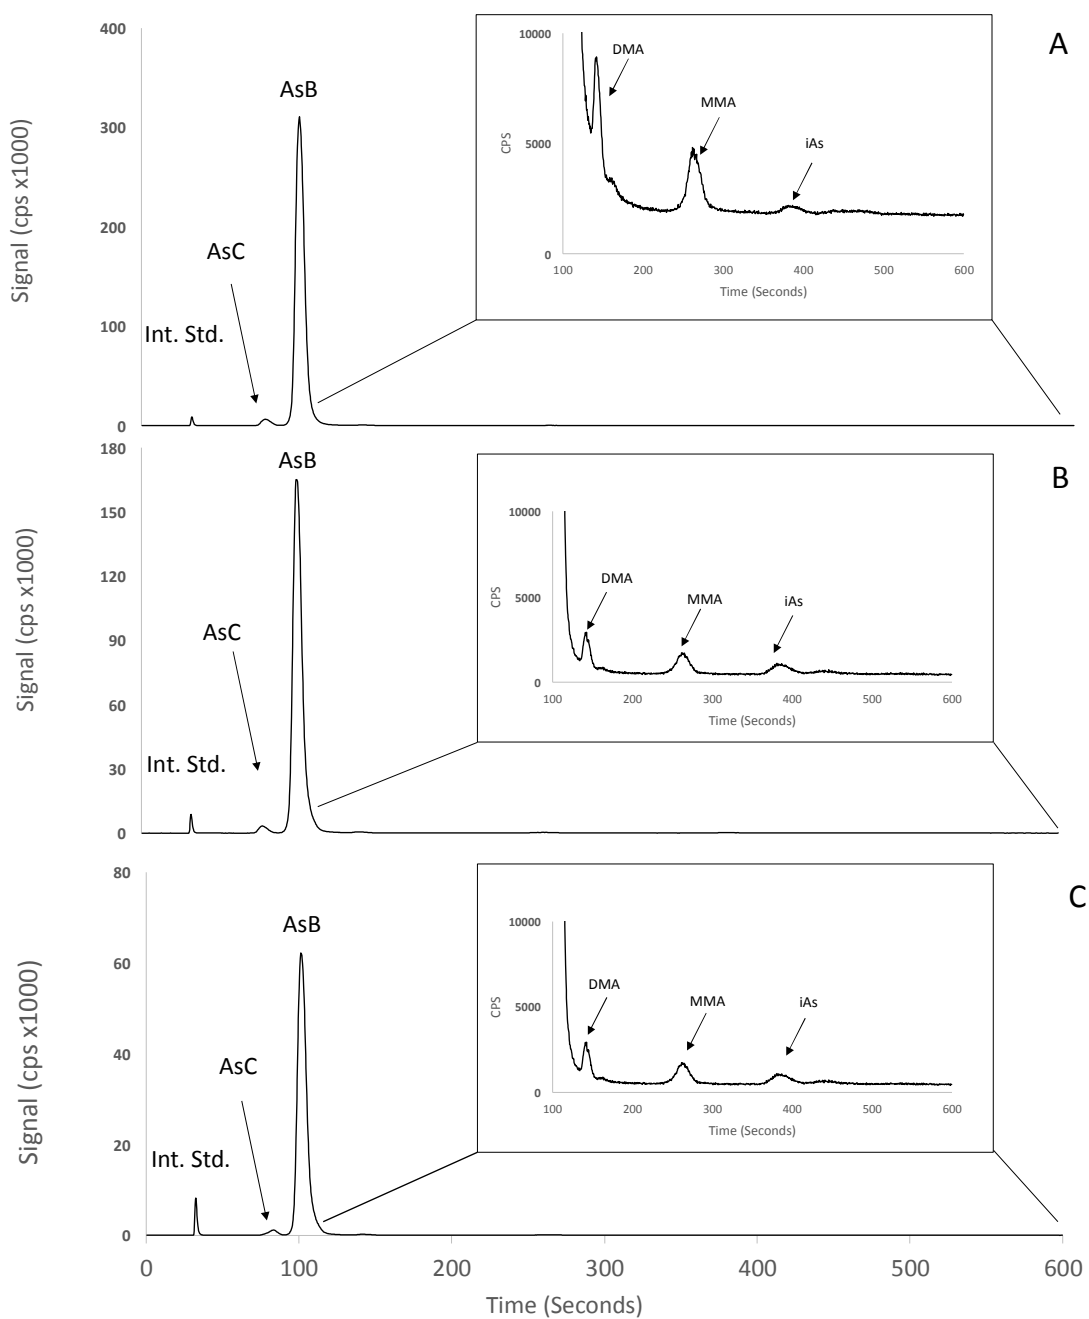 A
Signal (cps x1000)
400
300
200
100
0
Int. Std.
AsC
AsB
CPS
10000
5000
0
DMA
MMA
iAs
100 200 300 400 500 600
Time (Seconds)
B
Signal (cps x1000)
180
150
120
90
60
30
0
Int. Std.
AsC
AsB
CPS
10000
5000
0
DMA
MMA
iAs
100 200 300 400 500 600
Time (Seconds)
C
Signal (cps x1000)
80
60
40
20
0
Int. Std.
AsC
AsB
CPS
10000
5000
0
DMA
MMA
iAs
100 200 300 400 500 600
Time (Seconds)
0 100 200 300 400 500 600
Time (Seconds)